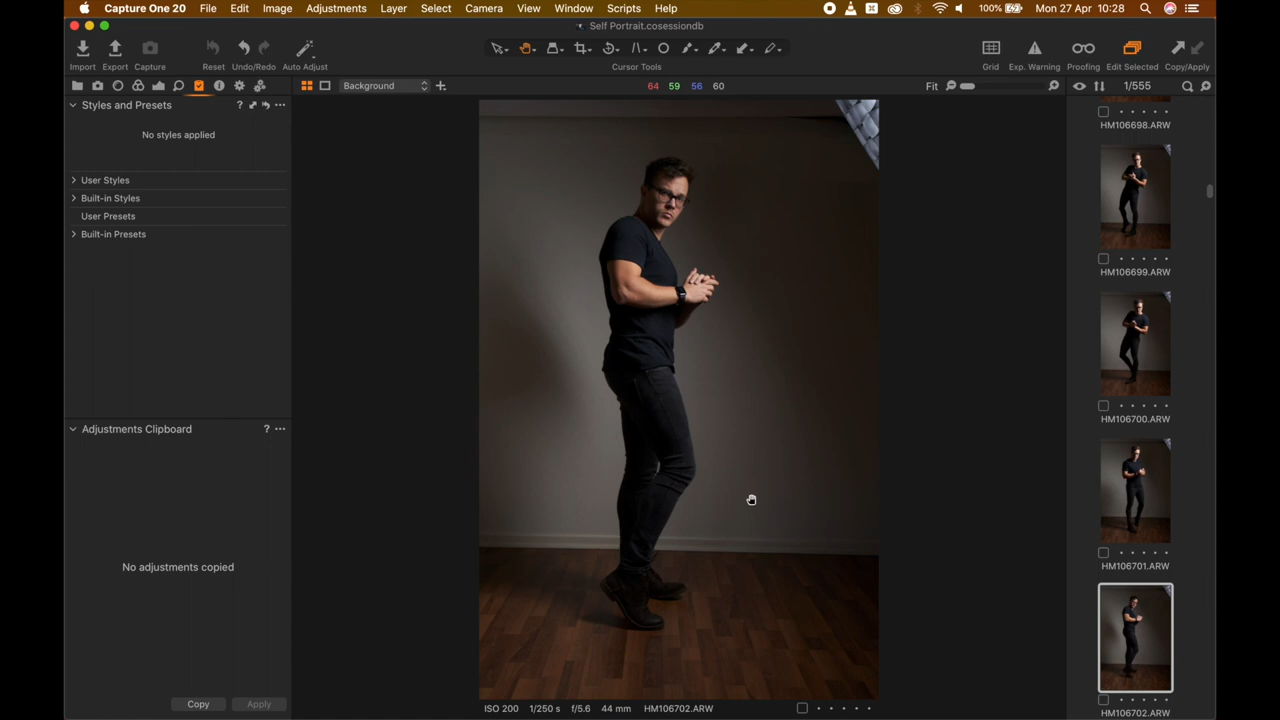 Capture One 20 File Edit Image Adjustments Layer Select Camera View Window Scripts Help 100% Mon 27 Apr 10:28
Self Portrait.cosessiondb
Import Export Capture Reset Undo/Redo Auto Adjust Cursor Tools Grid Exp. Warning Proofing Edit Selected Copy/Apply
Background 64 59 56 60 Fit 1/555
Styles and Presets ?
No styles applied
User Styles
Built-in Styles
User Presets
Built-in Presets
Adjustments Clipboard ?
No adjustments copied
Copy Apply
ISO 200 1/250 s f/5.6 44 mm HM106702.ARW
HM106698.ARW
HM106699.ARW
HM106700.ARW
HM106701.ARW
HM106702.ARW